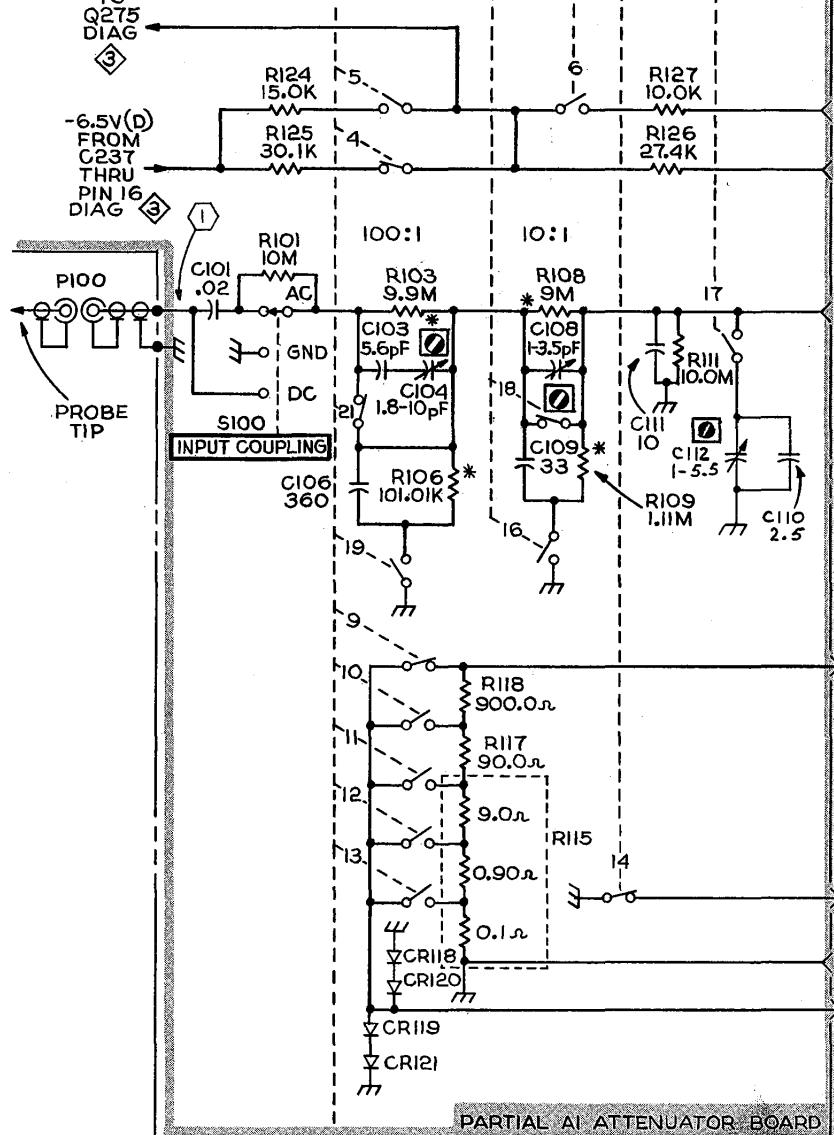 Q275
DIAG
3
R124
15.0K
5
6
R127
10.0K
-6.5V(D)
FROM
C237
THRU
PIN 16
DIAG 3
R125
30.1K
4
R126
27.4K
1
100:1
10:1
P100
C101
.02
R101
10M
AC
GND
DC
R103
9.9M
*
C103
5.6pF
C104
1.8-10pF
R108
9M
*
C108
1-3.5pF
17
R111
10.0M
C111
10
PROBE
TIP
S100
INPUT COUPLING
21
18
C106
360
R106
101.01K
*
C109
33
*
R109
1.11M
C112
1-5.5
C110
2.5
19
16
9
10
11
12
13
R118
900.0Ω
R117
90.0Ω
9.0Ω
R115
0.90Ω
14
0.1Ω
CR118
CR120
CR119
CR121
PARTIAL A1 ATTENUATOR BOARD